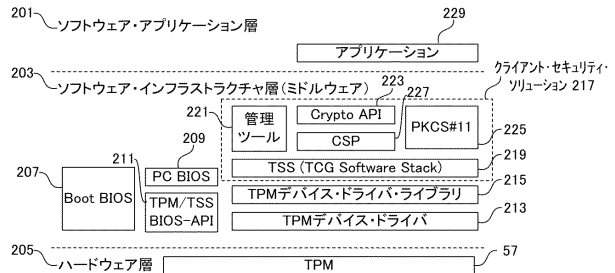 201
ソフトウェア・アプリケーション層
229
アプリケーション
203
ソフトウェア・インフラストラクチャ層(ミドルウェア)
クライアント・セキュリティ・
ソリューション 217
221
管理
ツール
223
Crypto API
227
CSP
PKCS#11
225
TSS (TCG Software Stack)
219
207
Boot BIOS
209
PC BIOS
211
TPM/TSS
BIOS-API
TPMデバイス・ドライバ・ライブラリ
215
TPMデバイス・ドライバ
213
205
ハードウェア層
TPM
57